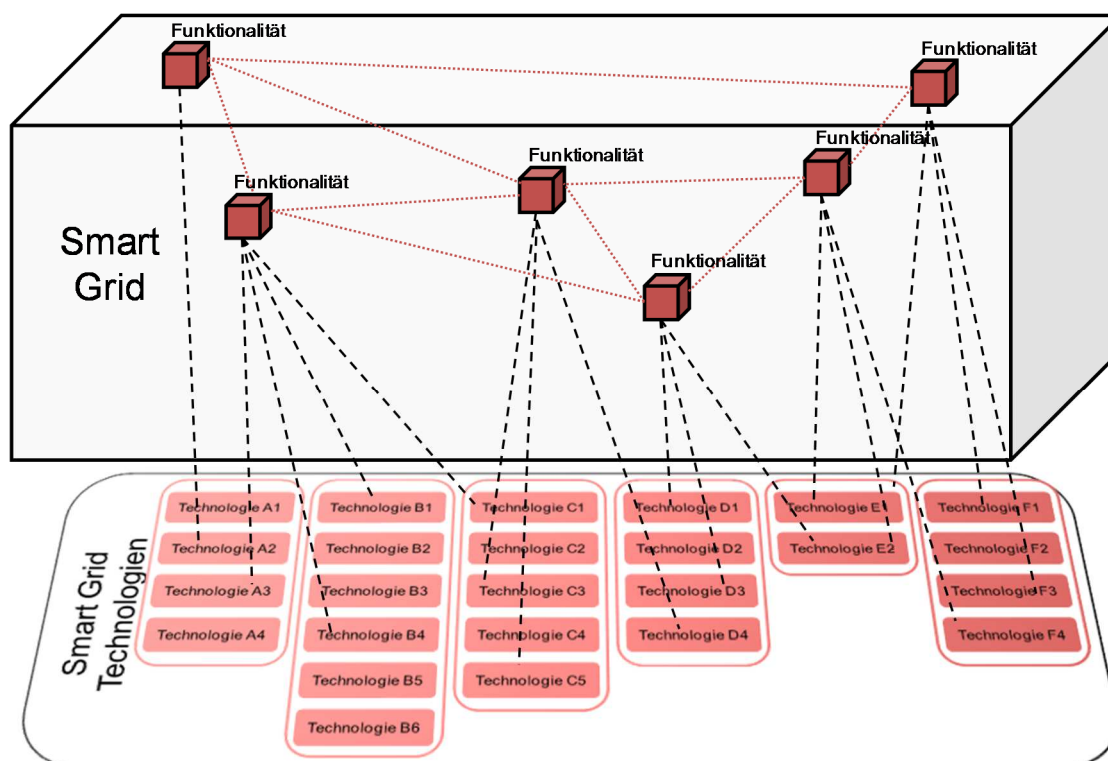 Funktionalität
Funktionalität
Funktionalität
Funktionalität
Funktionalität
Funktionalität
Smart
Grid
Smart Grid
Technologien
Technologie A1
Technologie A2
Technologie A3
Technologie A4
Technologie B1
Technologie B2
Technologie B3
Technologie B4
Technologie B5
Technologie B6
Technologie C1
Technologie C2
Technologie C3
Technologie C4
Technologie C5
Technologie D1
Technologie D2
Technologie D3
Technologie D4
Technologie E1
Technologie E2
Technologie F1
Technologie F2
Technologie F3
Technologie F4